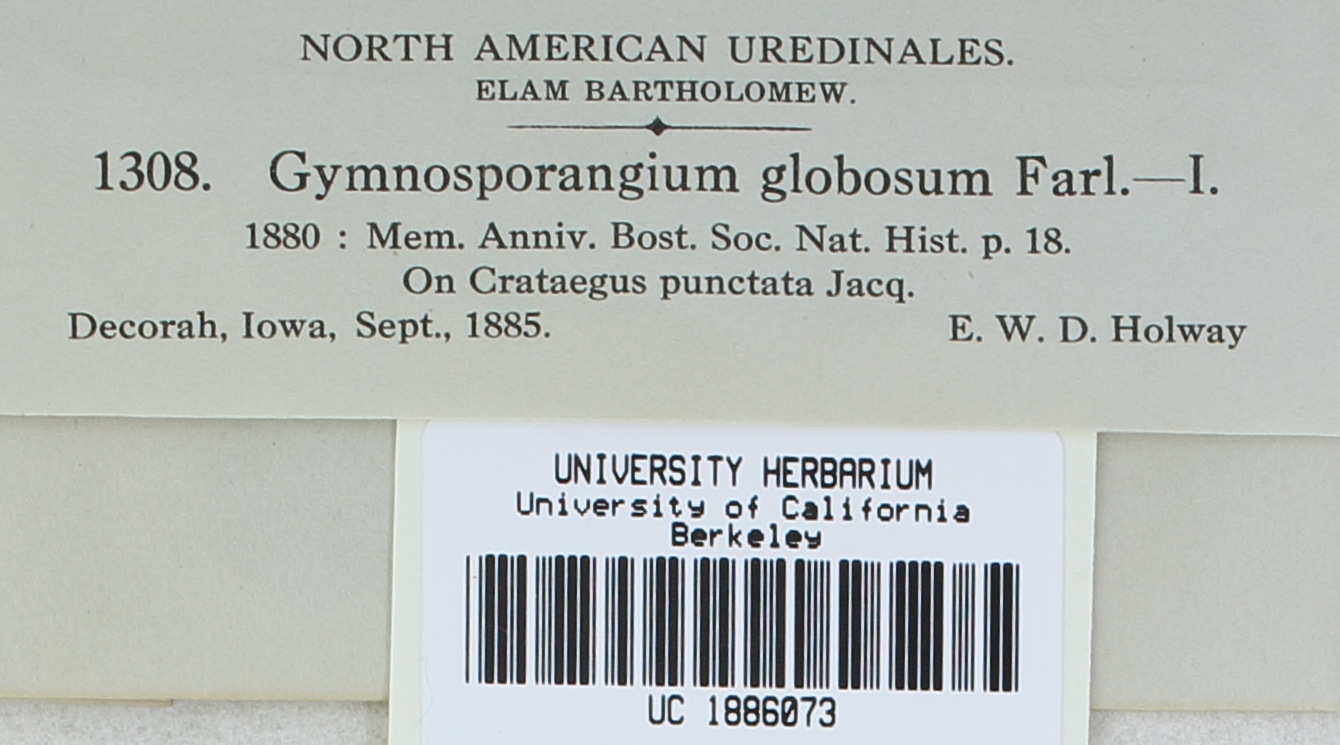 NORTH AMERICAN UREDINALES.
ELAM BARTHOLOMEW.
1308. Gymnosporangium globosum Farl.—I.
1880 : Mem. Anniv. Bost. Soc. Nat. Hist. p. 18.
On Crataegus punctata Jacq.
Decorah, Iowa, Sept., 1885. E. W. D. Holway
UNIVERSITY HERBARIUM
University of California
Berkeley
UC 1886073